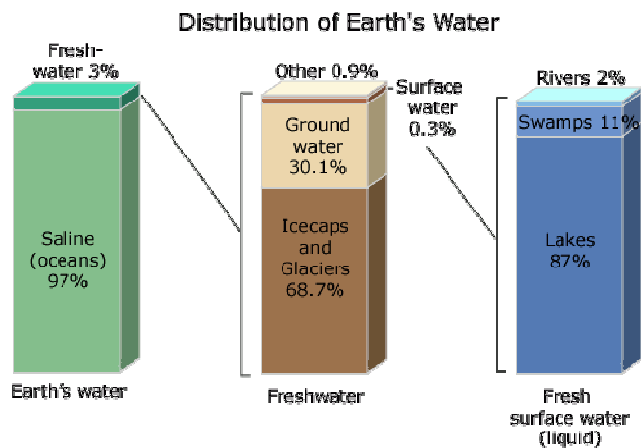 Distribution of Earth's Water
Fresh-
water 3%
Saline
(oceans)
97%
Earth's water
Other 0.9%
Surface
water
0.3%
Ground
water
30.1%
Icecaps and
Glaciers
68.7%
Freshwater
Rivers 2%
Swamps 11%
Lakes
87%
Fresh
surface water
(liquid)